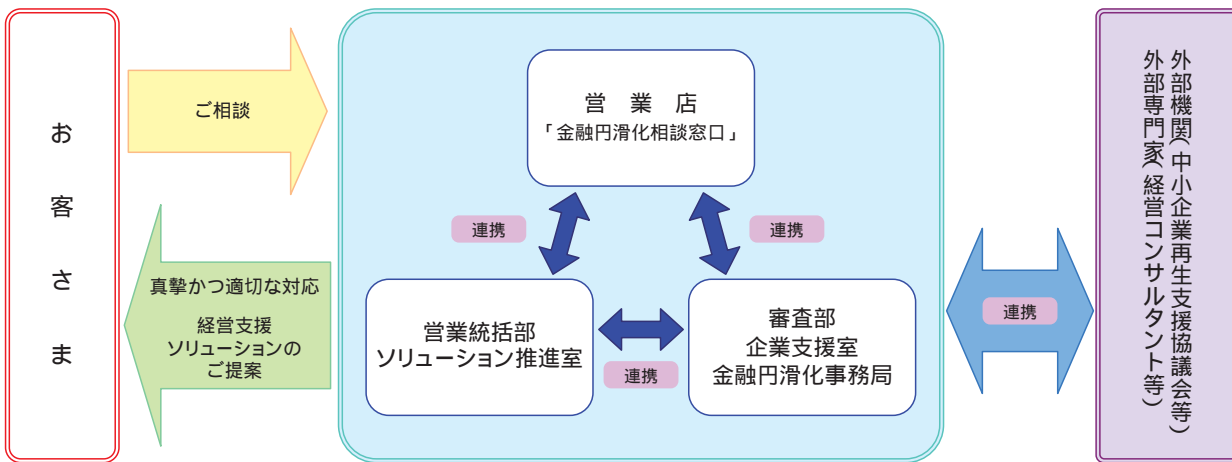 お客さま
ご相談
真摯かつ適切な対応
経営支援
ソリューションの
ご提案
営業店
「金融円滑化相談窓口」
連携
連携
営業統括部
ソリューション推進室
連携
審査部
企業支援室
金融円滑化事務局
連携
外部機関(中小企業再生支援協議会等)
外部専門家(経営コンサルタント等)